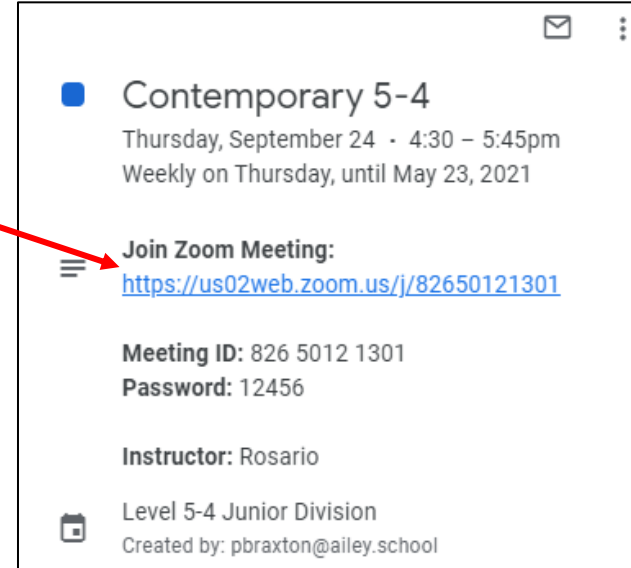 Contemporary 5-4
Thursday, September 24 · 4:30 – 5:45pm
Weekly on Thursday, until May 23, 2021
Join Zoom Meeting:
https://us02web.zoom.us/j/82650121301
Meeting ID: 826 5012 1301
Password: 12456
Instructor: Rosario
Level 5-4 Junior Division
Created by: pbraxton@ailey.school